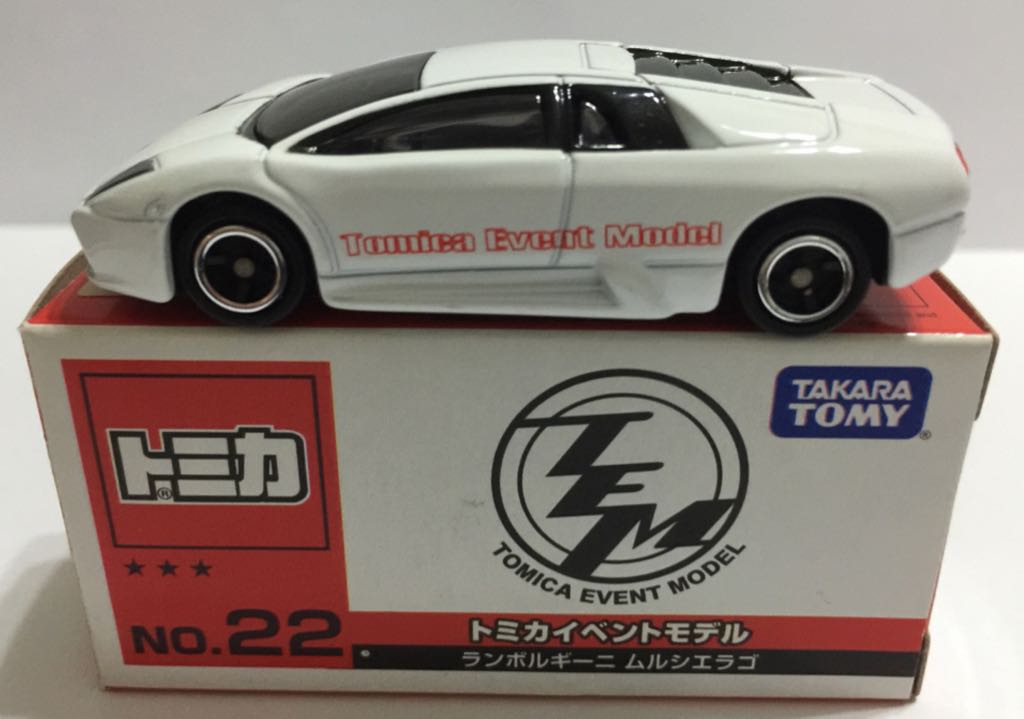 Tomica Event Model
トミカ®
★★★
NO.22
TEM
TOMICA EVENT MODEL
TAKARA
TOMY®
トミカイベントモデル
ランボルギーニ ムルシエラゴ